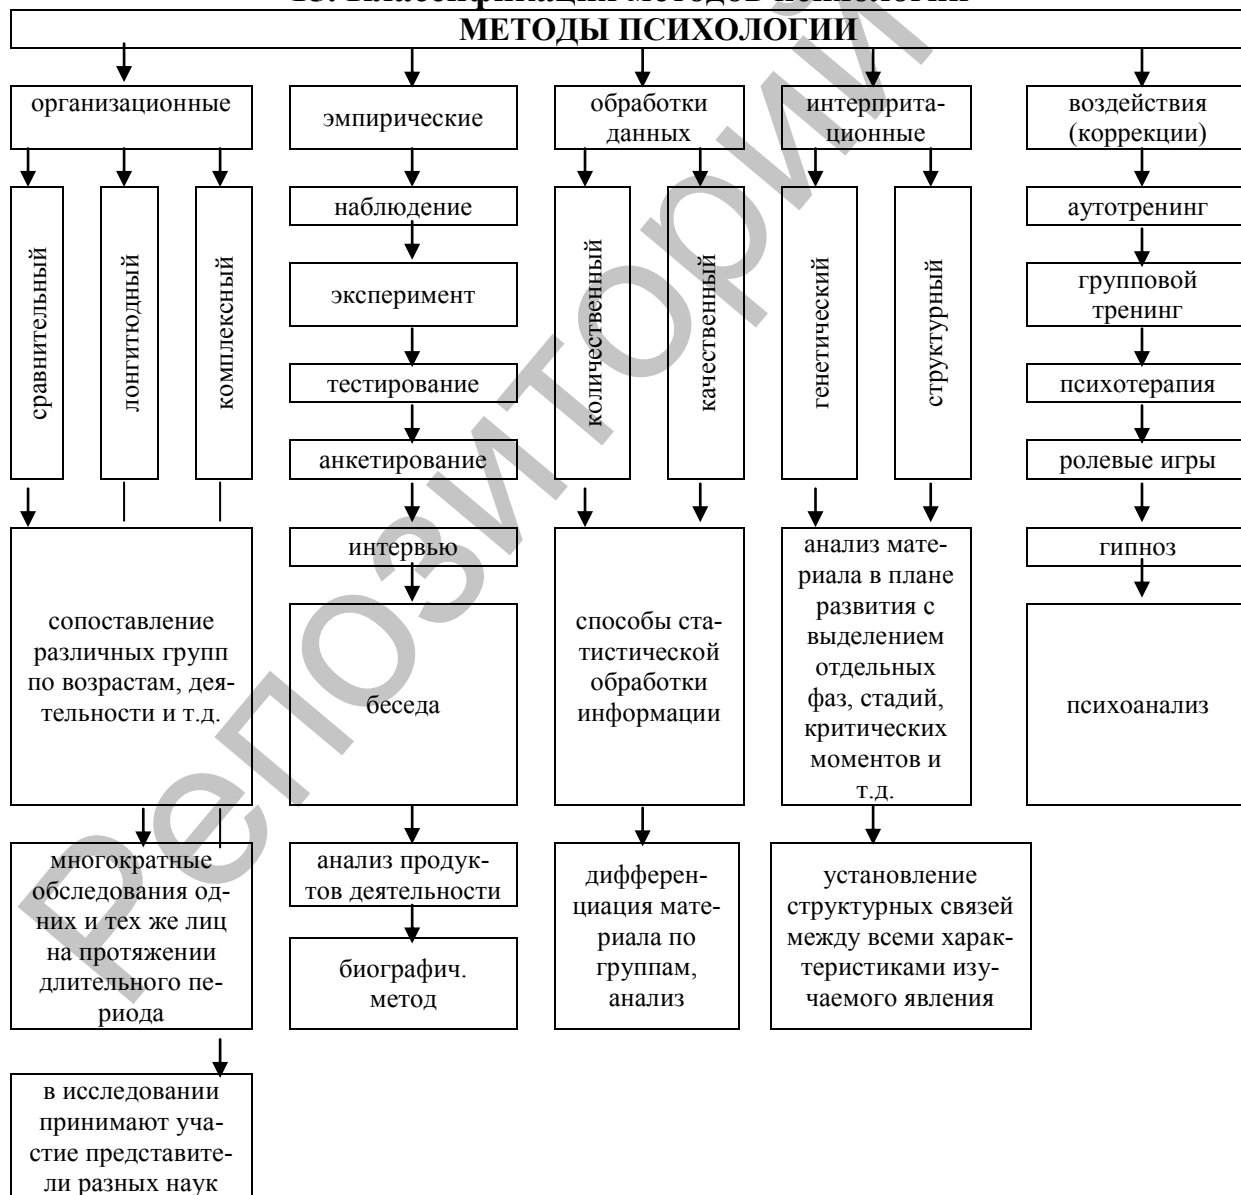 МЕТОДЫ ПСИХОЛОГИИ
организационные
эмпирические
обработки
данных
интерприта-
ционные
воздействия
(коррекции)
сравнительный
лонгитюдный
комплексный
сопоставление
различных групп
по возрастам, дея-
тельности и т.д.
многократные
обследования од-
них и тех же лиц
на протяжении
длительного пе-
риода
в исследовании
принимают уча-
стие представите-
ли разных наук
наблюдение
эксперимент
тестирование
анкетирование
интервью
беседа
анализ продук-
тов деятельности
биографич.
метод
количественный
качественный
способы ста-
тистической
обработки
информации
дифферен-
циация мате-
риала по
группам,
анализ
генетический
структурный
анализ мате-
риала в плане
развития с
выделением
отдельных
фаз, стадий,
критических
моментов и
т.д.
установление
структурных связей
между всеми харак-
теристиками изу-
чаемого явления
аутотренинг
групповой
тренинг
психотерапия
ролевые игры
гипноз
психоанализ
Репозиторий